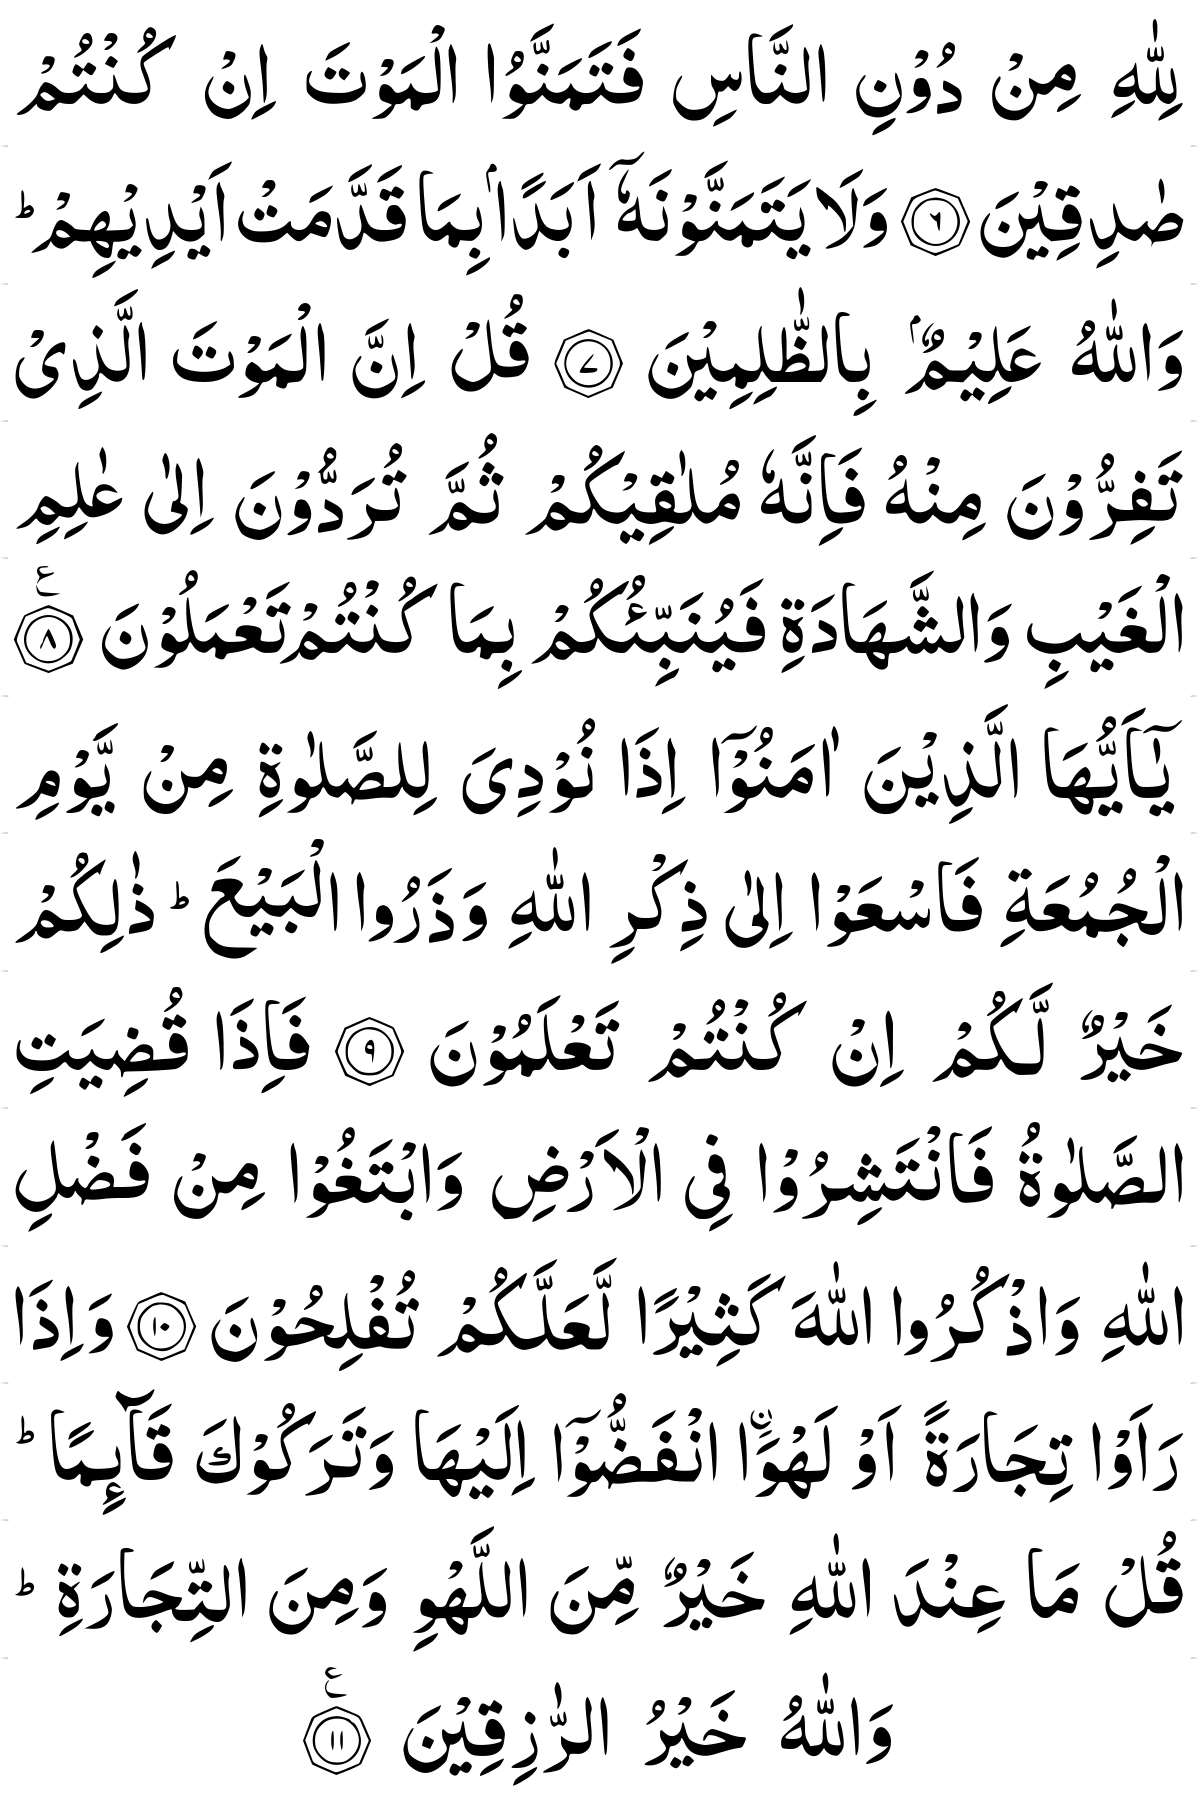 لِلّٰهِ مِنْ دُوْنِ النَّاسِ فَتَمَنَّوُا الْمَوْتَ اِنْ كُنْتُمْ
صٰدِقِيْنَ ۝٦ وَلَا يَتَمَنَّوْنَهٗۤ اَبَدًۢا بِمَا قَدَّمَتْ اَيْدِيْهِمْ ؕ
وَاللّٰهُ عَلِيْمٌۢ بِالظّٰلِمِيْنَ ۝٧ قُلْ اِنَّ الْمَوْتَ الَّذِیْ
تَفِرُّوْنَ مِنْهُ فَاِنَّهٗ مُلٰقِيْكُمْ ثُمَّ تُرَدُّوْنَ اِلٰی عٰلِمِ
الْغَيْبِ وَالشَّهَادَةِ فَيُنَبِّئُكُمْ بِمَا كُنْتُمْ تَعْمَلُوْنَ ۝٨ ۧ
يٰۤاَيُّهَا الَّذِيْنَ اٰمَنُوْۤا اِذَا نُوْدِیَ لِلصَّلٰوةِ مِنْ يَّوْمِ
الْجُمُعَةِ فَاسْعَوْا اِلٰی ذِكْرِ اللّٰهِ وَذَرُوا الْبَيْعَ ؕ ذٰلِكُمْ
خَيْرٌ لَّكُمْ اِنْ كُنْتُمْ تَعْلَمُوْنَ ۝٩ فَاِذَا قُضِيَتِ
الصَّلٰوةُ فَانْتَشِرُوْا فِی الْاَرْضِ وَابْتَغُوْا مِنْ فَضْلِ
اللّٰهِ وَاذْكُرُوا اللّٰهَ كَثِيْرًا لَّعَلَّكُمْ تُفْلِحُوْنَ ۝١٠ وَاِذَا
رَاَوْا تِجَارَةً اَوْ لَهْوَا۟ ۨانْفَضُّوْۤا اِلَيْهَا وَتَرَكُوْكَ قَآئِمًا ؕ
قُلْ مَا عِنْدَ اللّٰهِ خَيْرٌ مِّنَ اللَّهْوِ وَمِنَ التِّجَارَةِ ؕ
وَاللّٰهُ خَيْرُ الرّٰزِقِيْنَ ۝١١ ۧ